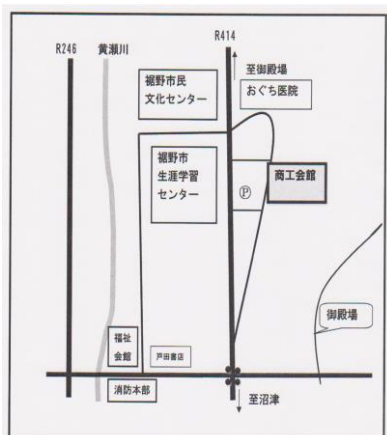 R246
黄瀬川
R414
至御殿場
おぐち医院
裾野市民
文化センター
裾野市
生涯学習
センター
Ⓟ
商工会館
御殿場
福祉
会館
戸田書店
消防本部
至沼津